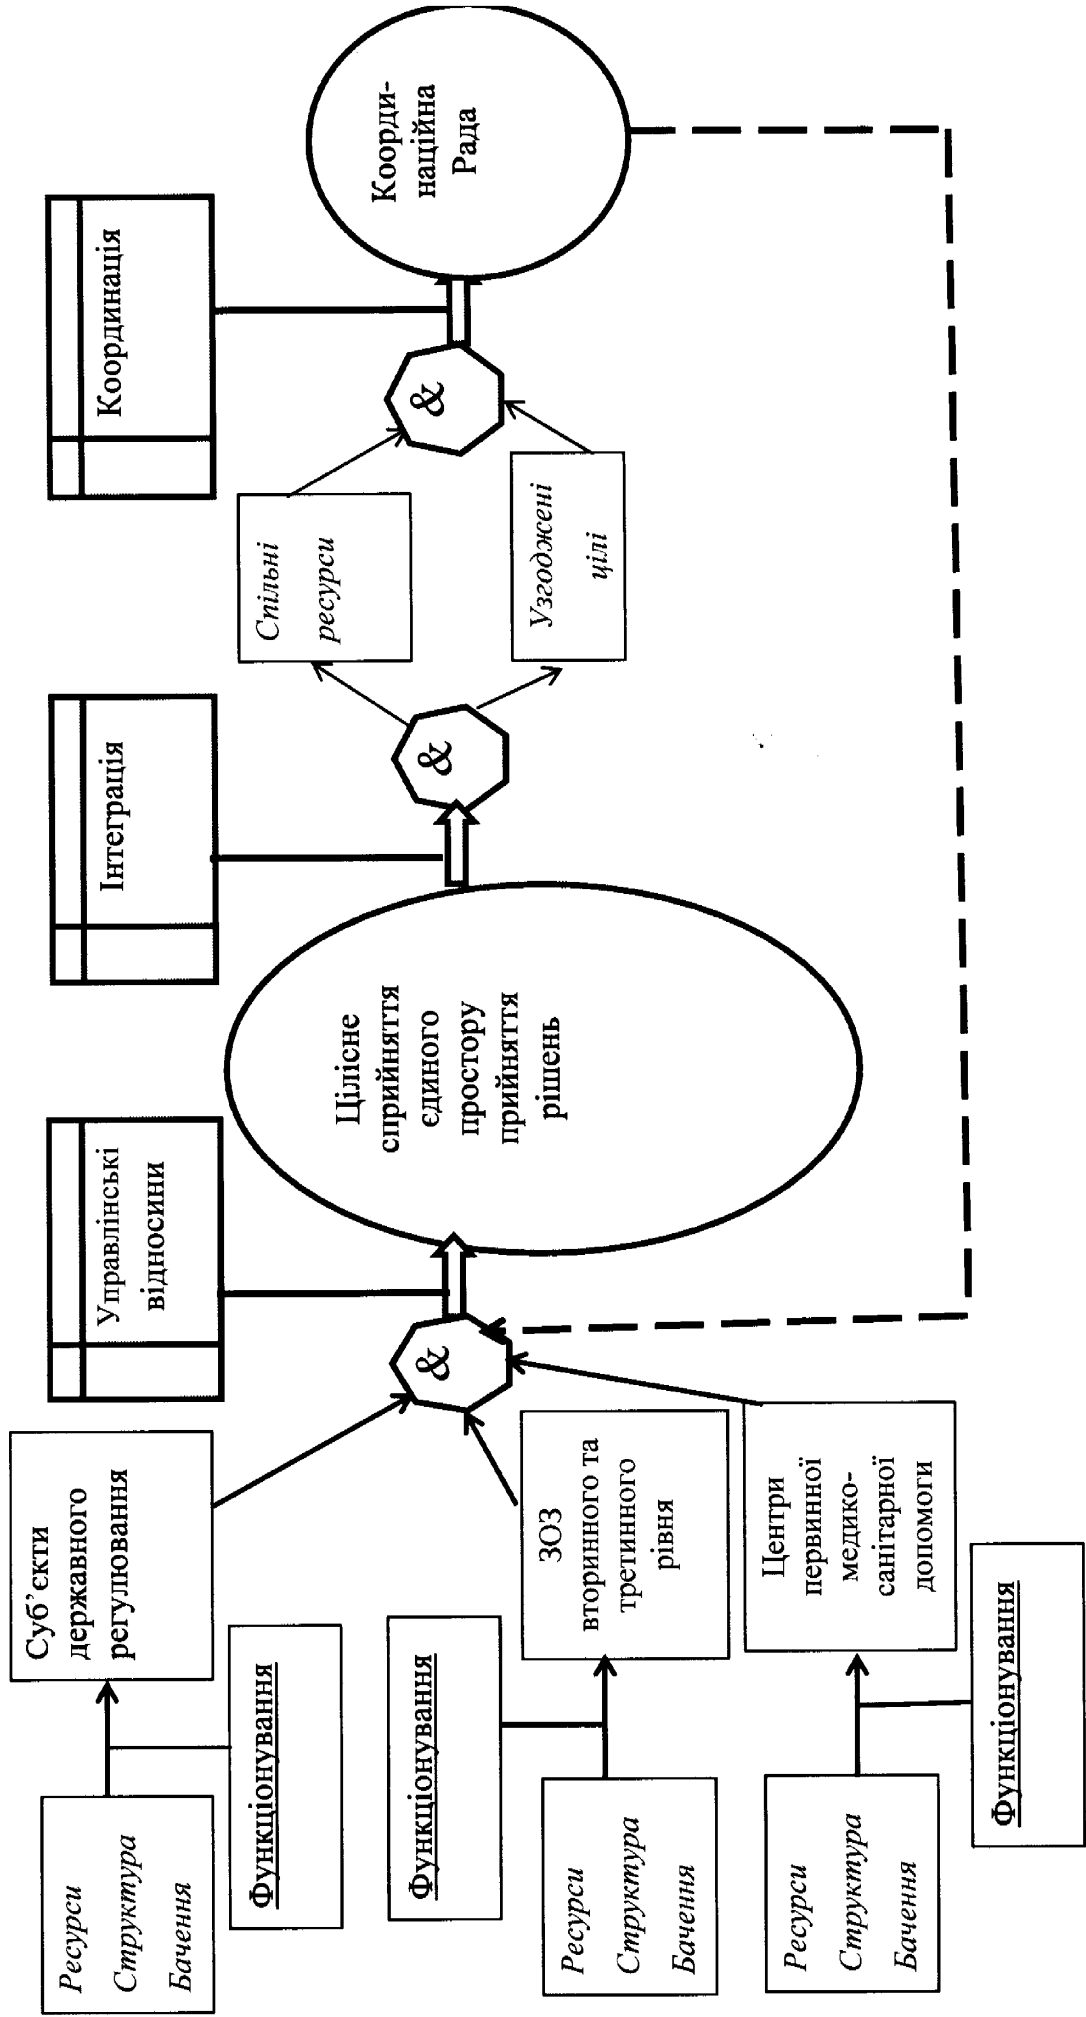 Ресурси
Структура
Бачення
Функціонування
Суб’єкти
державного
регулювання
Функціонування
Ресурси
Структура
Бачення
ЗОЗ
вторинного та
третинного
рівня
Ресурси
Структура
Бачення
Функціонування
Центри
первинної
медико-
санітарної
допомоги
&
Управлінські
відносини
Цілісне
сприйняття
єдиного
простору
прийняття
рішень
Інтеграція
&
Спільні
ресурси
Узгоджені
цілі
&
Координація
Коорди-
наційна
Рада